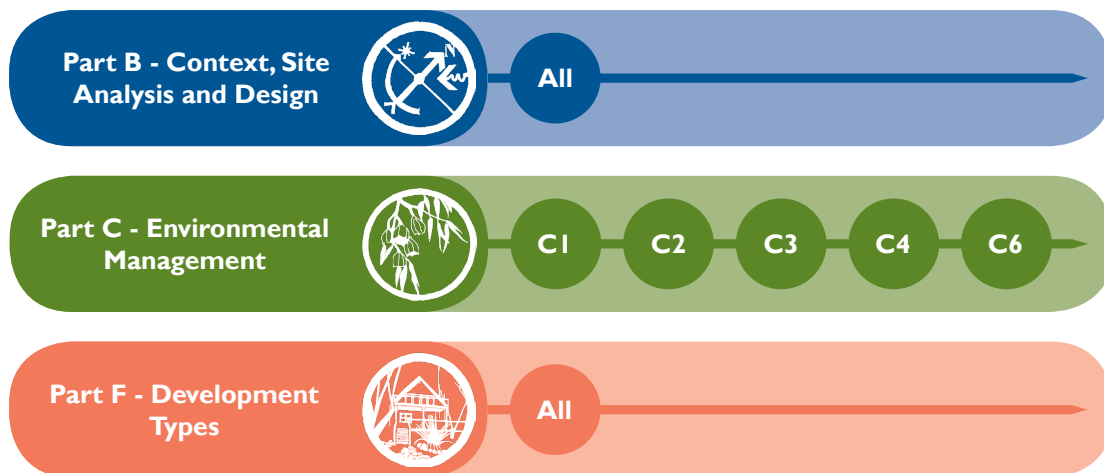 Part B - Context, Site
Analysis and Design
N
All
Part C - Environmental
Management
C1
C2
C3
C4
C6
Part F - Development
Types
All